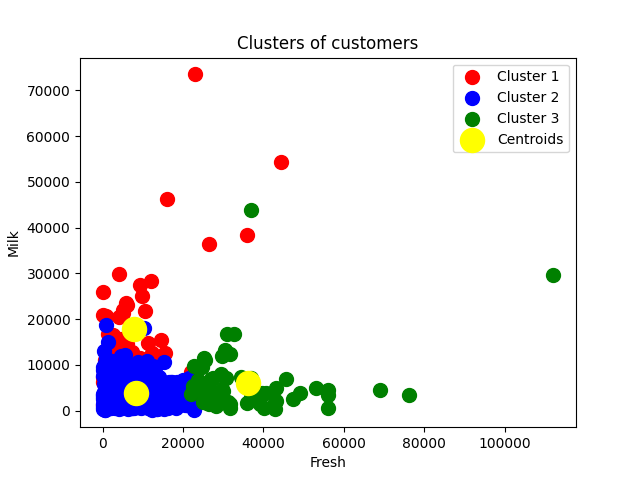 Clusters of customers
Cluster 1
Cluster 2
Cluster 3
Centroids
70000
60000
50000
40000
30000
20000
10000
0
Milk
0 20000 40000 60000 80000 100000
Fresh